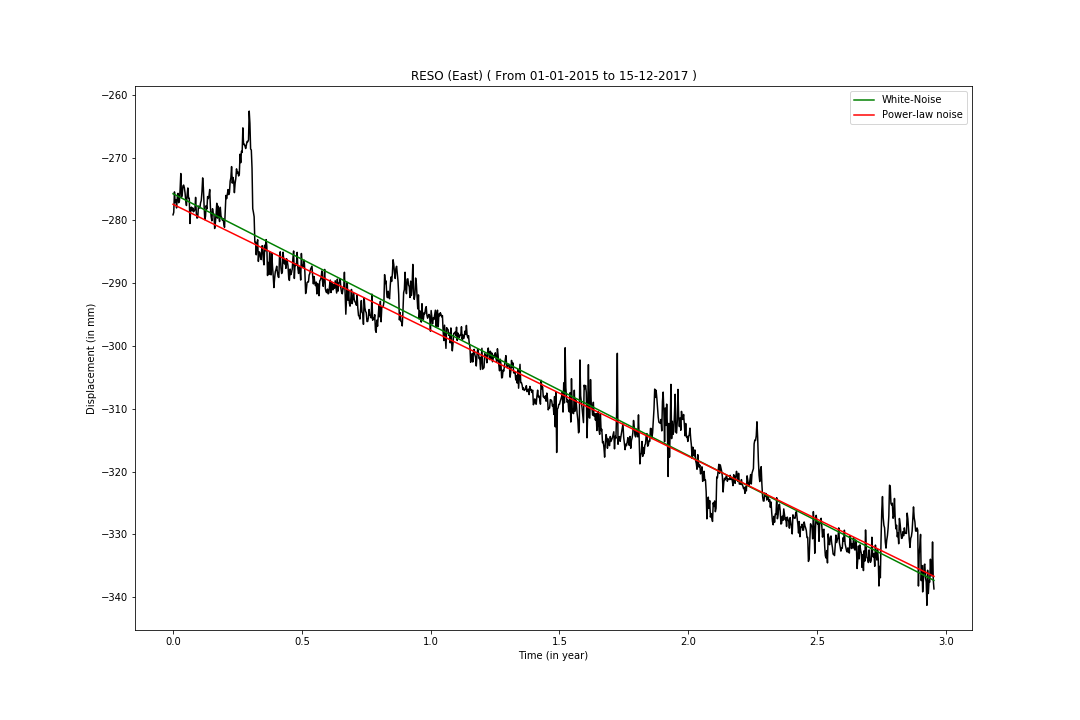 RESO (East) ( From 01-01-2015 to 15-12-2017 )
White-Noise
Power-law noise
Displacement (in mm)
−260
−270
−280
−290
−300
−310
−320
−330
−340
0.0 0.5 1.0 1.5 2.0 2.5 3.0
Time (in year)